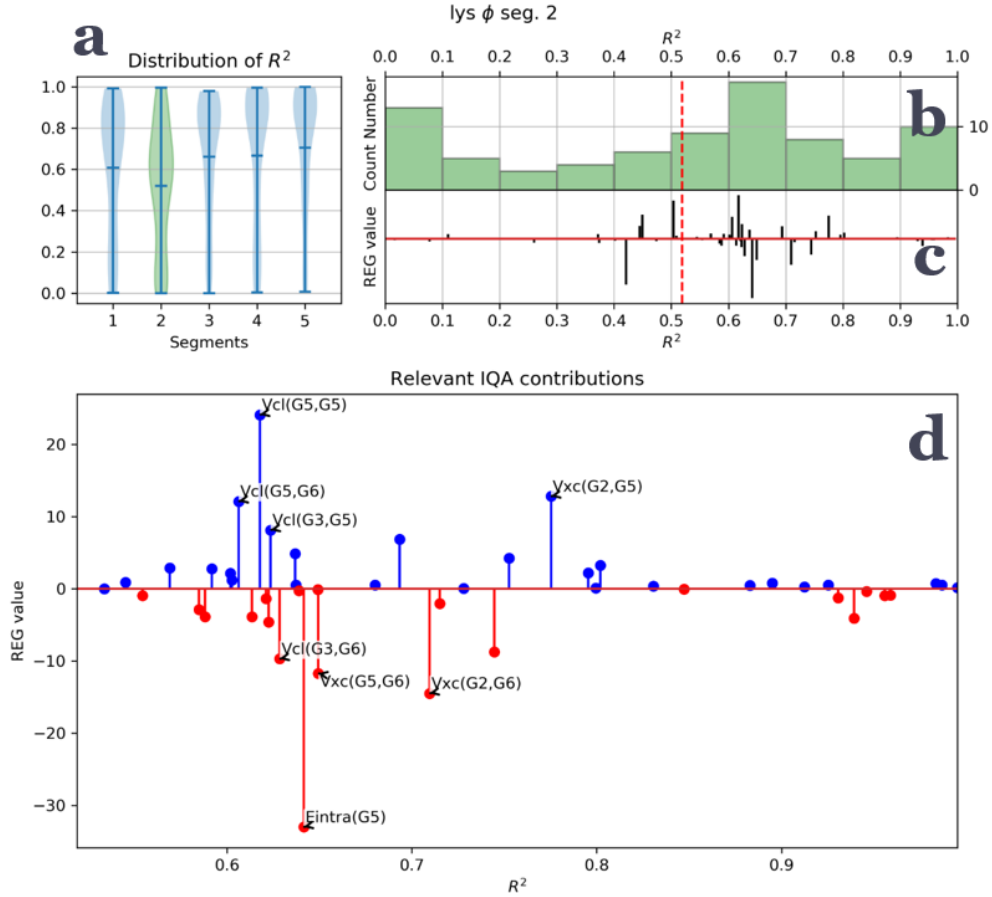 lys ϕ seg. 2
a
Distribution of R²
1.0
0.8
0.6
0.4
0.2
0.0
1 2 3 4 5
Segments
R²
0.0 0.1 0.2 0.3 0.4 0.5 0.6 0.7 0.8 0.9 1.0
Count Number
b
10
0
REG value
c
0.0 0.1 0.2 0.3 0.4 0.5 0.6 0.7 0.8 0.9 1.0
R²
Relevant IQA contributions
d
20
10
0
−10
−20
−30
REG value
Vcl(G5,G5)
Vcl(G5,G6)
Vxc(G2,G5)
Vcl(G3,G5)
Vcl(G3,G6)
Vxc(G5,G6)
Vxc(G2,G6)
Eintra(G5)
0.6 0.7 0.8 0.9
R²